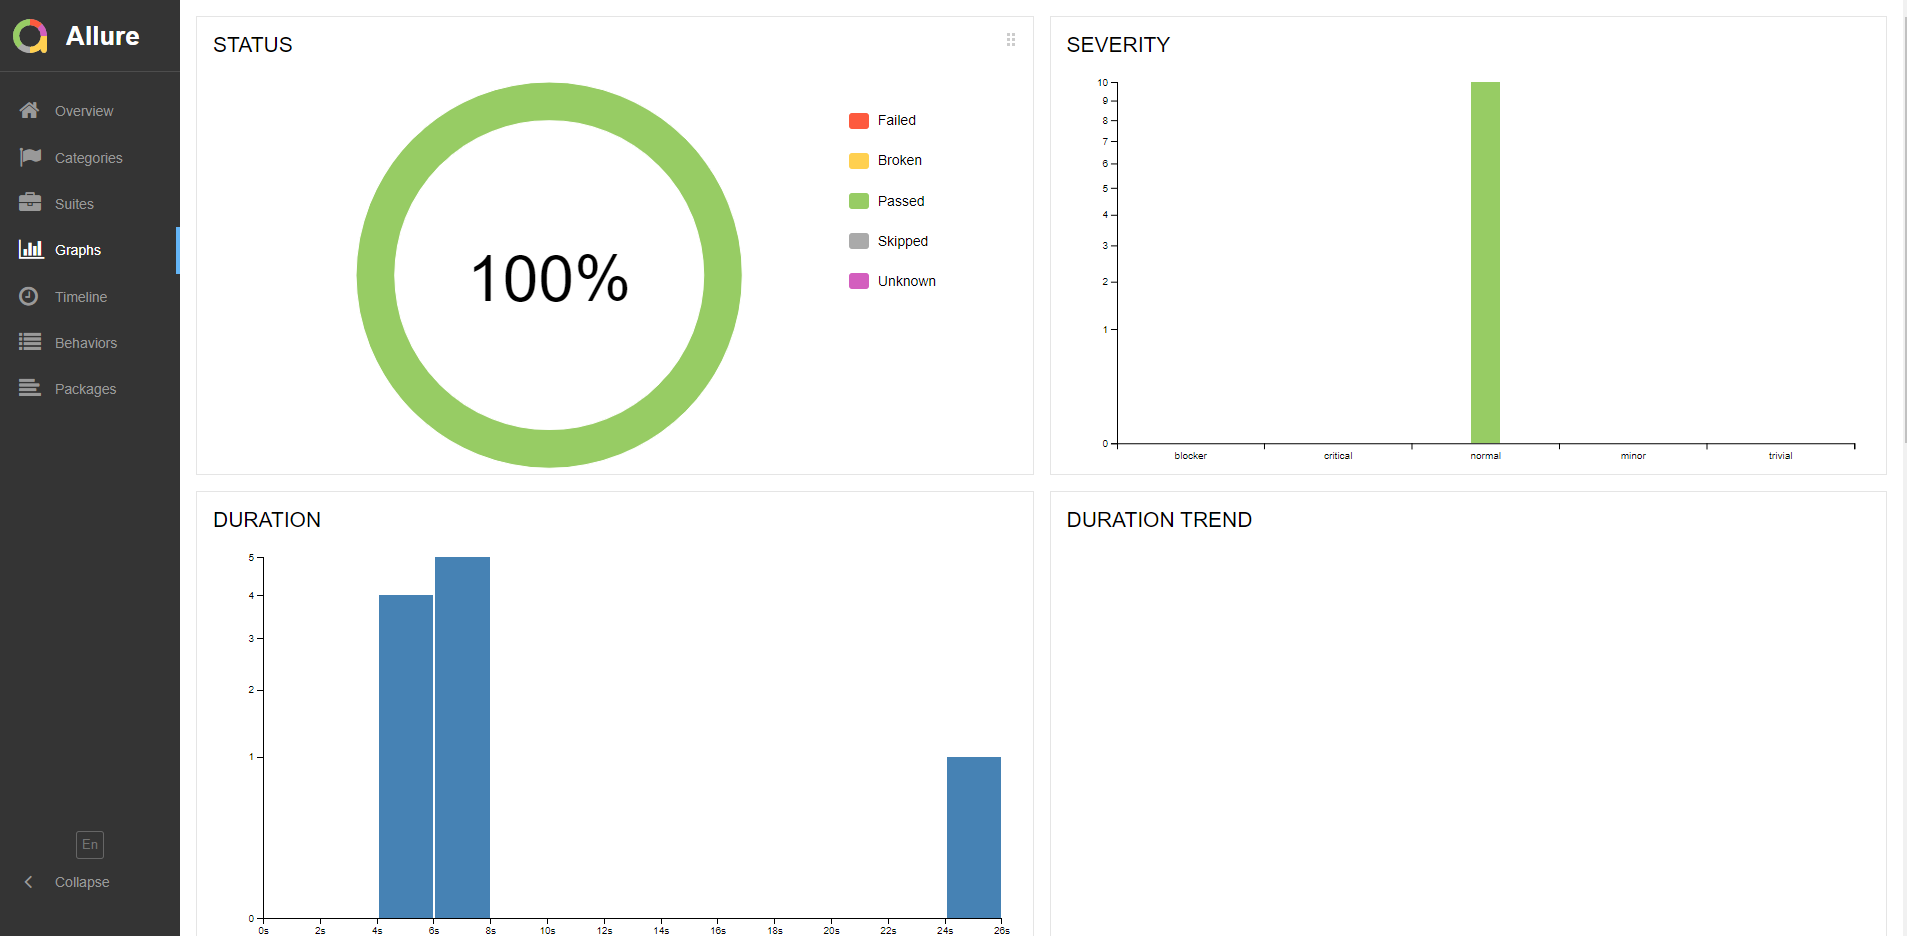 Allure
Overview
Categories
Suites
Graphs
Timeline
Behaviors
Packages
En
Collapse
STATUS
100%
Failed
Broken
Passed
Skipped
Unknown
SEVERITY
10
9
8
7
6
5
4
3
2
1
0
blocker critical normal minor trivial
DURATION
5
4
3
2
1
0
0s 2s 4s 6s 8s 10s 12s 14s 16s 18s 20s 22s 24s 26s
DURATION TREND